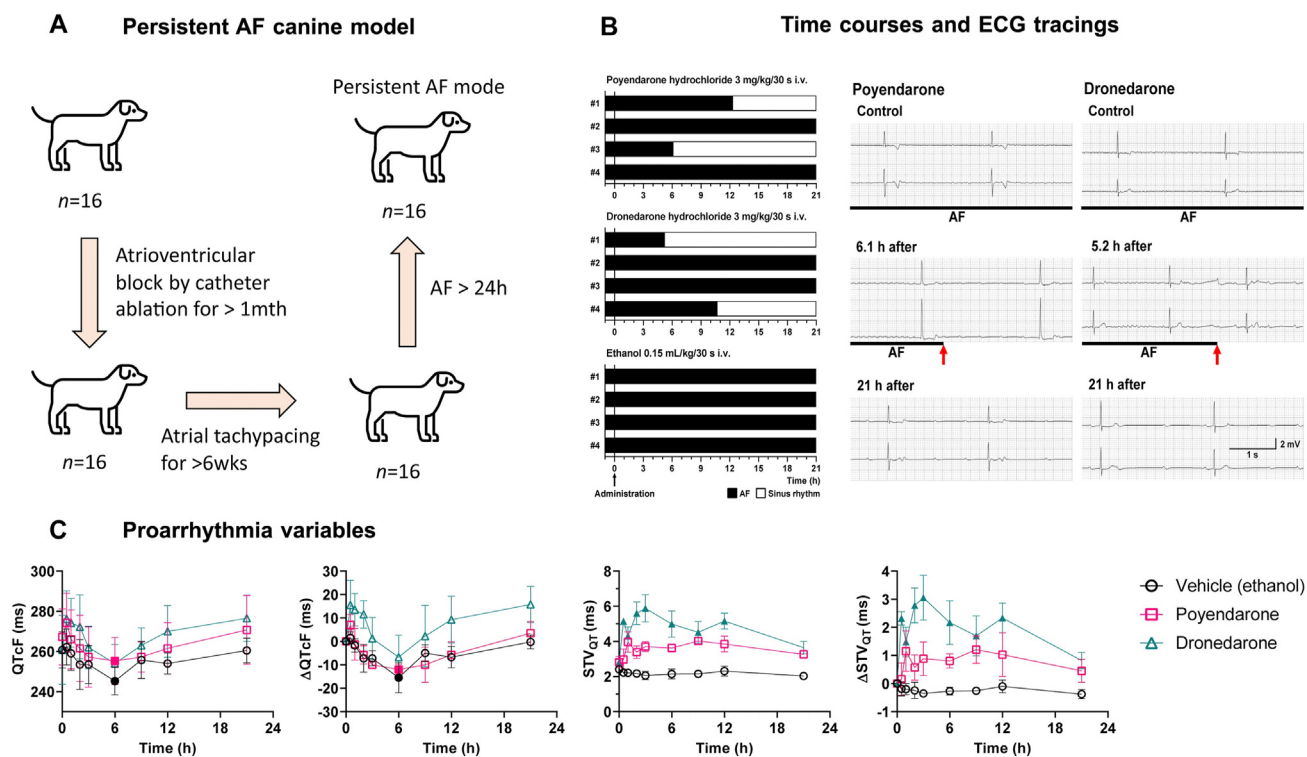 A Persistent AF canine model
n=16
Atrioventricular
block by catheter
ablation for > 1mth
n=16
Atrial tachypacing
for >6wks
n=16
AF > 24h
Persistent AF mode
n=16
B Time courses and ECG tracings
Poyendarone hydrochloride 3 mg/kg/30 s i.v.
#1
#2
#3
#4
0 3 6 9 12 15 18 21
Dronedarone hydrochloride 3 mg/kg/30 s i.v.
#1
#2
#3
#4
0 3 6 9 12 15 18 21
Ethanol 0.15 mL/kg/30 s i.v.
#1
#2
#3
#4
0 3 6 9 12 15 18 21
Time (h)
Administration
AF Sinus rhythm
Poyendarone
Control
AF
6.1 h after
AF
21 h after
Dronedarone
Control
AF
5.2 h after
AF
21 h after
2 mV
1 s
C Proarrhythmia variables
QTcF (ms)
300
280
260
240
0 6 12 18 24
Time (h)
ΔQTcF (ms)
30
20
10
0
-10
-20
-30
0 6 12 18 24
Time (h)
STVQT (ms)
8
6
4
2
0
0 6 12 18 24
Time (h)
ΔSTVQT (ms)
4
3
2
1
0
-1
0 6 12 18 24
Time (h)
Vehicle (ethanol)
Poyendarone
Dronedarone